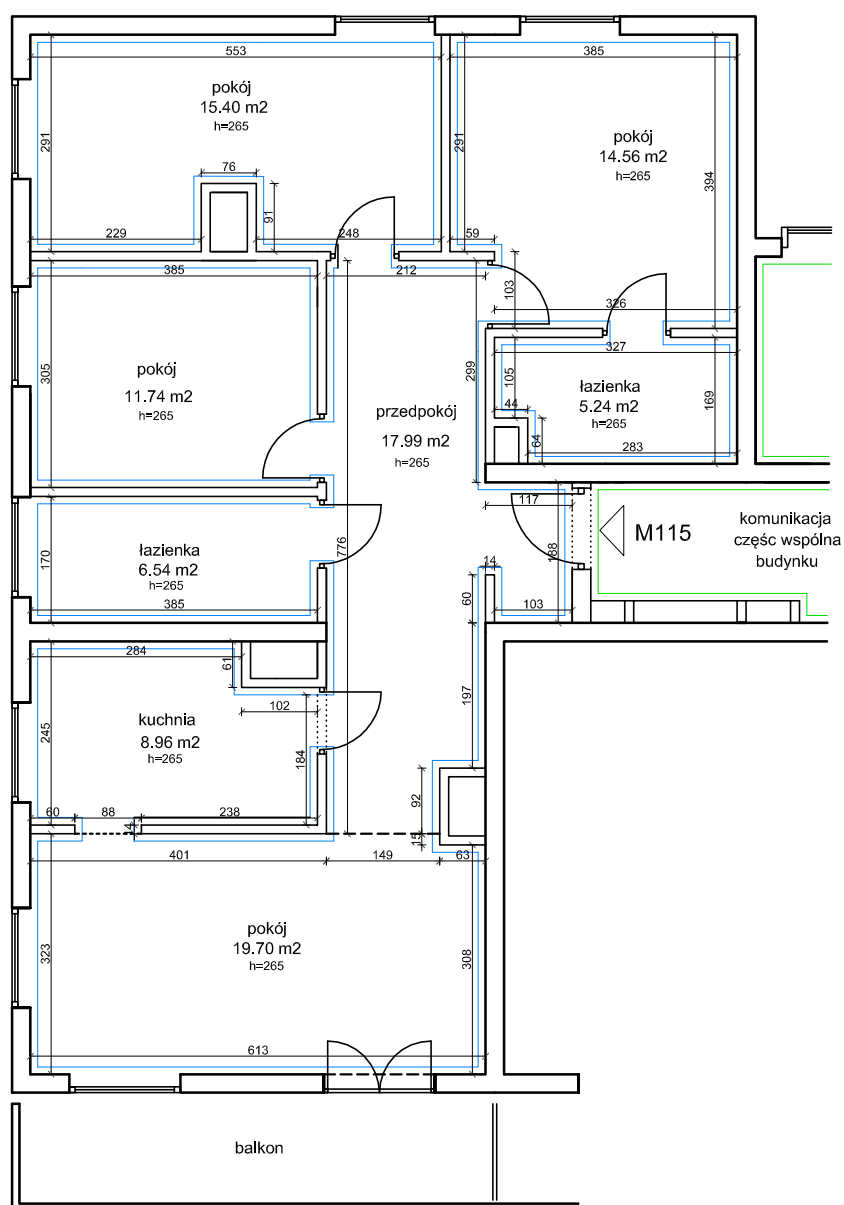 553
385
pokój
15.40 m2
h=265
291
291
pokój
14.56 m2
h=265
394
76
91
229
248
59
212
385
103
326
327
pokój
11.74 m2
h=265
305
299
105
169
łazienka
5.24 m2
h=265
44
64
283
przedpokój
17.99 m2
h=265
117
188
M115
komunikacja
częśc wspólna
budynku
łazienka
6.54 m2
h=265
170
385
776
14
60
103
284
61
102
197
kuchnia
8.96 m2
h=265
245
184
60
88
238
14
92
15
401
149
63
pokój
19.70 m2
h=265
323
308
613
balkon